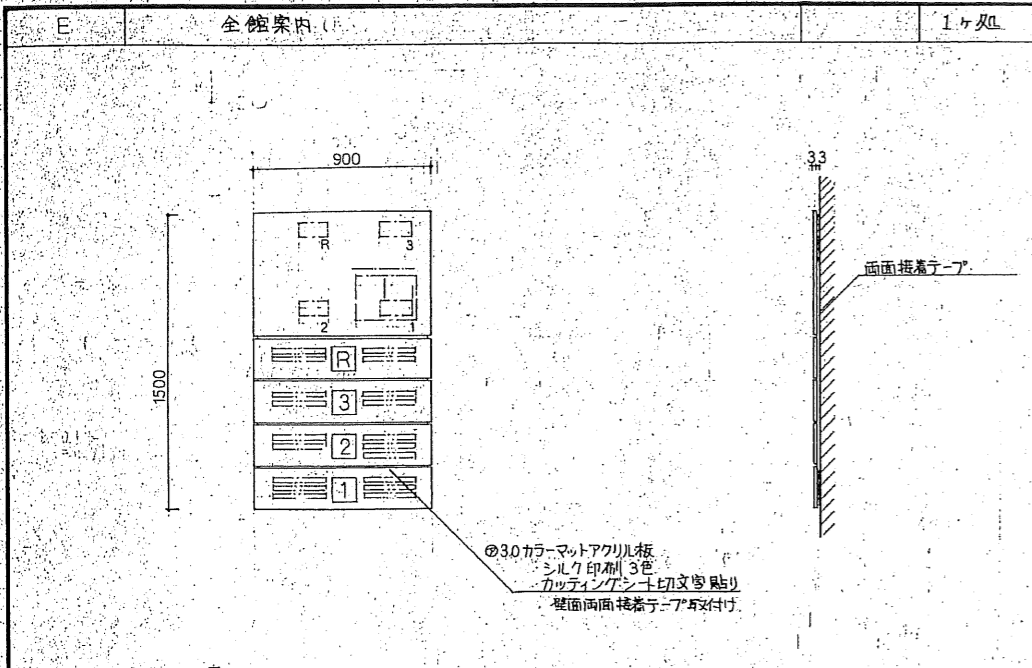 E 全館案内 1ヶ処
900
33
R 3
両面接着テープ
2 1
R
1500
3
2
1
㋐3.0カラーマットアクリル板
シルク印刷 3色
カッティングシート切文字貼り
壁面両面接着テープ取付け